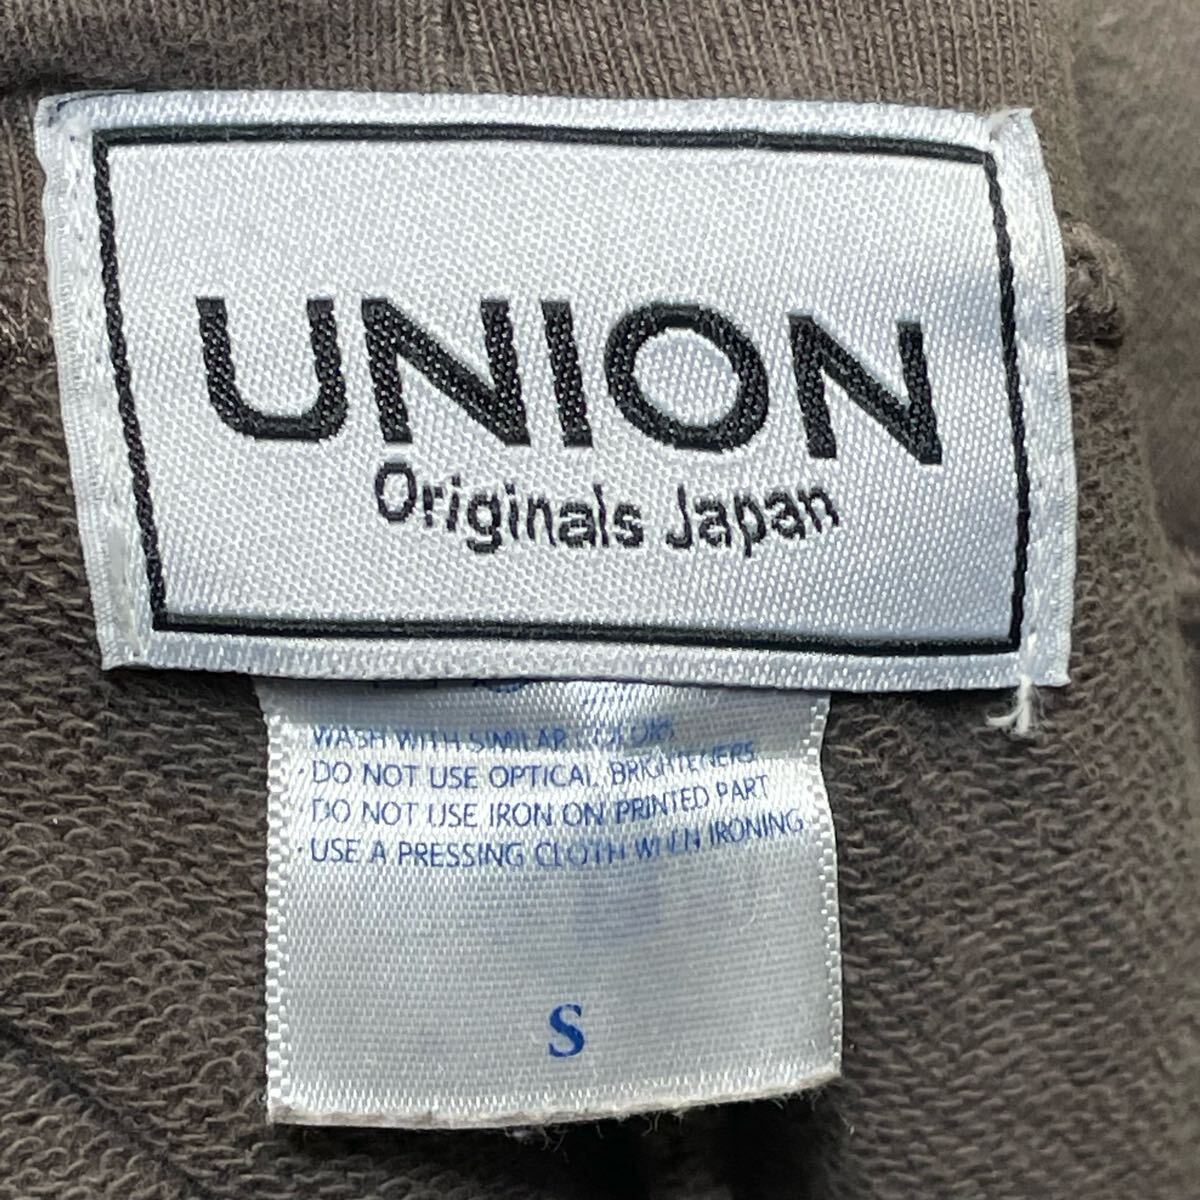 UNION
Originals Japan
WASH WITH SIMILAR COLORS
· DO NOT USE OPTICAL BRIGHTENERS
· DO NOT USE IRON ON PRINTED PART
· USE A PRESSING CLOTH WHEN IRONING
S